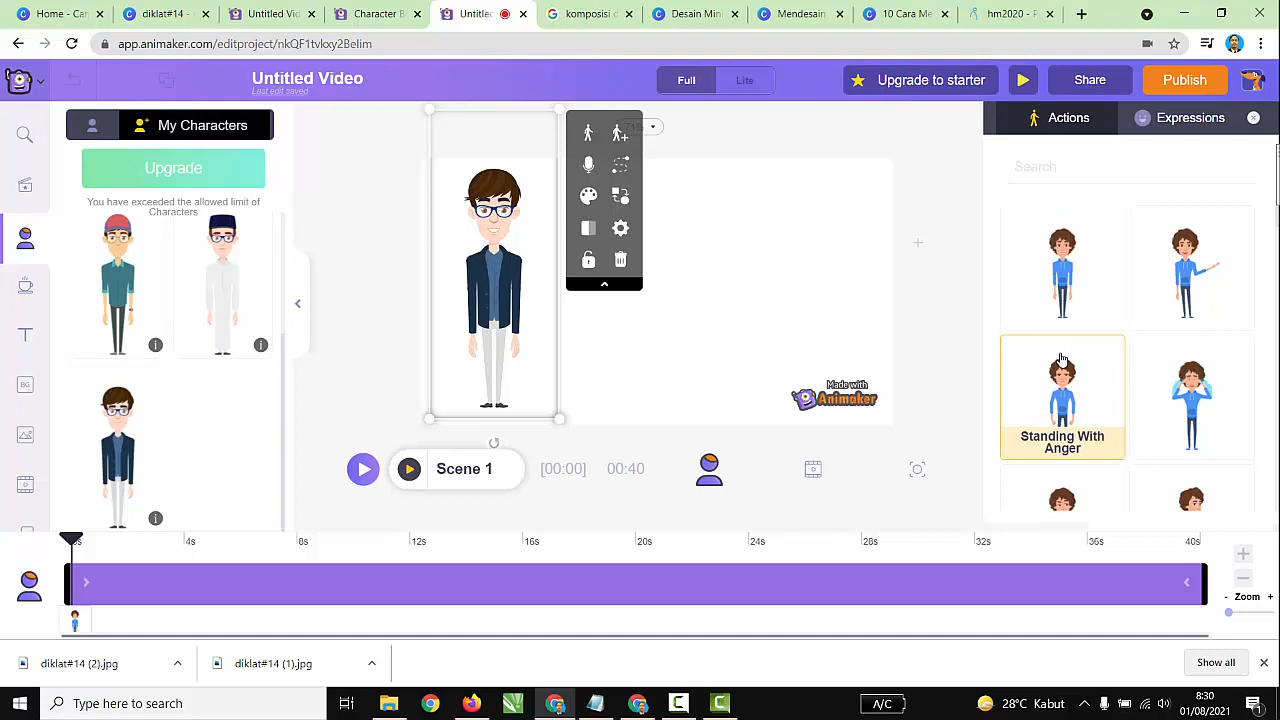 Home - Can
diklat#14 -
Untitled Vid
Character B
Untitled
komposisi d
Desain Mini
Mendesain
10 Cara Me
hm2020 - P
app.animaker.com/editproject/nkQF1tvkxy2Belim
Untitled Video
Last edit saved
Full
Lite
Upgrade to starter
Share
Publish
My Characters
Upgrade
You have exceeded the allowed limit of
Characters
Made with
Animaker
Actions
Expressions
Search
Standing With
Anger
Scene 1
[00:00]
00:40
4s
8s
12s
16s
20s
24s
28s
32s
36s
40s
- Zoom +
diklat#14 (2).jpg
diklat#14 (1).jpg
Show all
Type here to search
A/C
28°C Kabut
8:30
01/08/2021